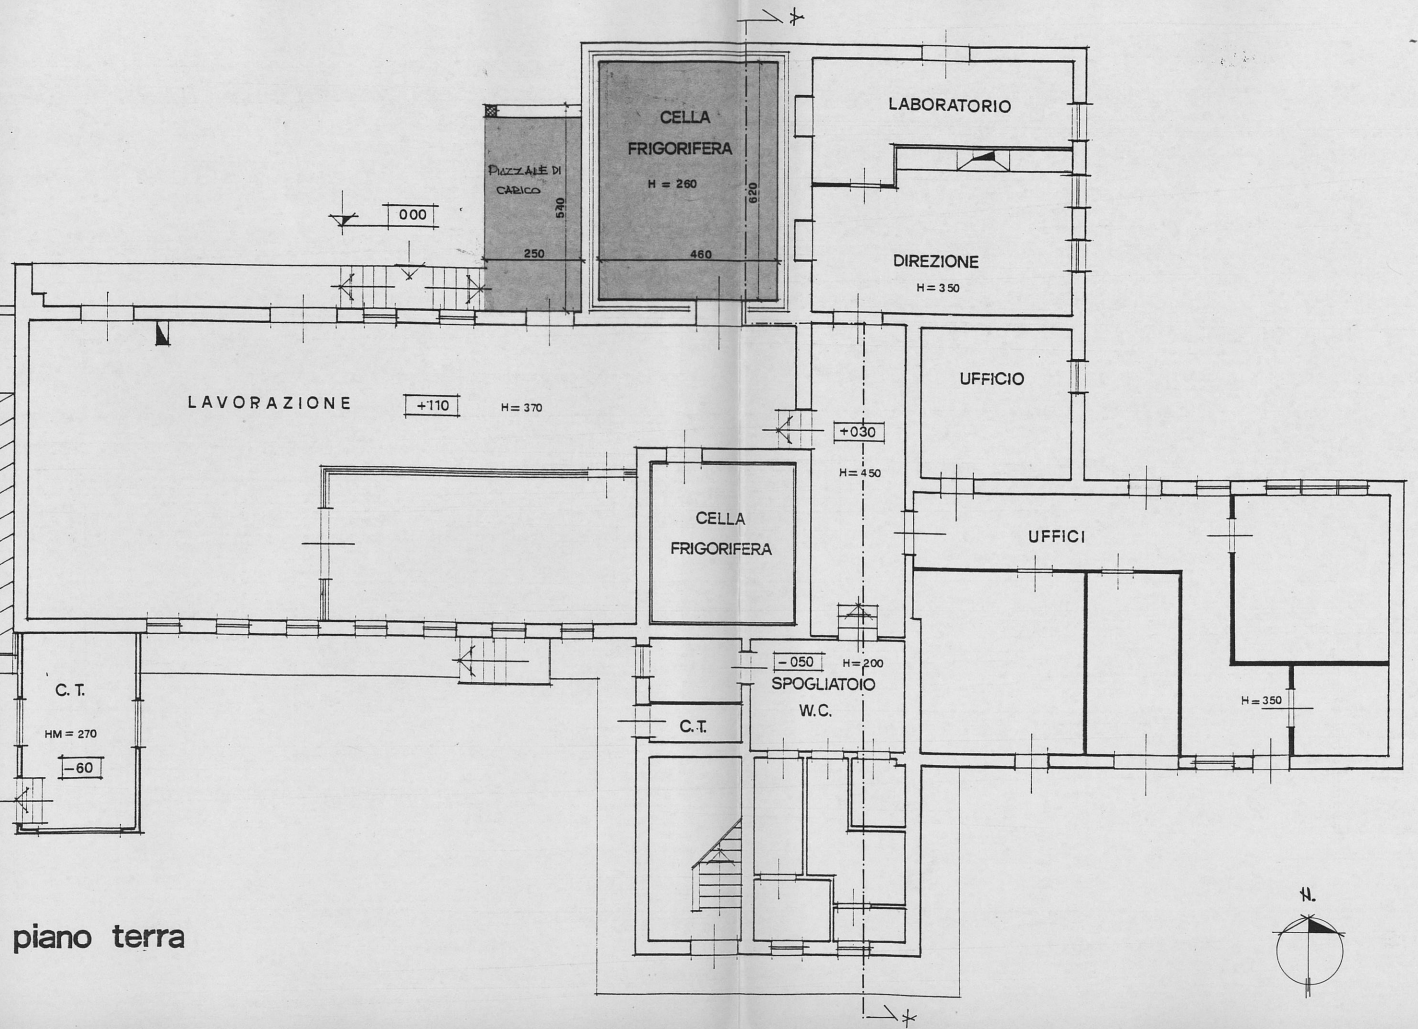 LABORATORIO
CELLA
FRIGORIFERA
H = 260
620
460
PIAZZALE DI
CARICO
540
250
000
DIREZIONE
H = 350
UFFICIO
LAVORAZIONE
+110
H = 370
+030
H = 450
CELLA
FRIGORIFERA
UFFICI
-050
H = 200
SPOGLIATOIO
W.C.
H = 350
C.T.
HM = 270
-60
C.T.
piano terra
N.